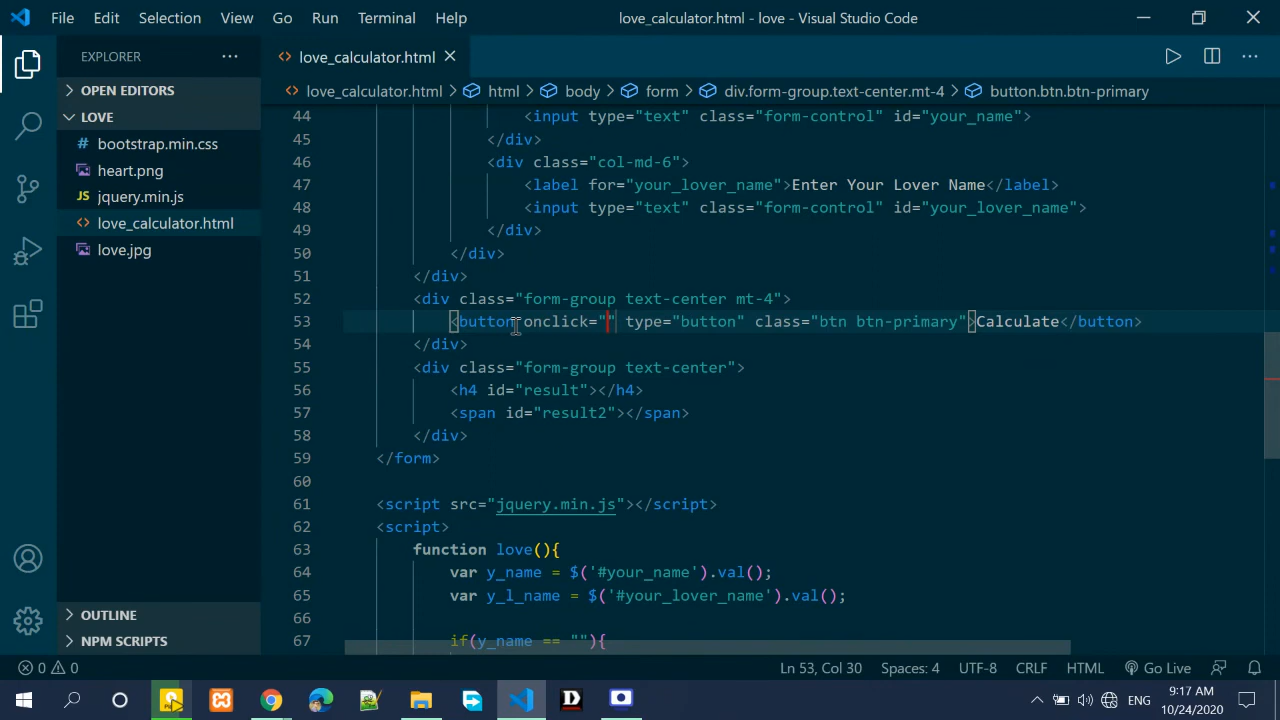 File Edit Selection View Go Run Terminal Help love_calculator.html - love - Visual Studio Code
EXPLORER
OPEN EDITORS
LOVE
# bootstrap.min.css
heart.png
JS jquery.min.js
<> love_calculator.html
love.jpg
OUTLINE
NPM SCRIPTS
<> love_calculator.html
<> love_calculator.html > html > body > form > div.form-group.text-center.mt-4 > button.btn.btn-primary
44 <input type="text" class="form-control" id="your_name">
45 </div>
46 <div class="col-md-6">
47 <label for="your_lover_name">Enter Your Lover Name</label>
48 <input type="text" class="form-control" id="your_lover_name">
49 </div>
50 </div>
51 </div>
52 <div class="form-group text-center mt-4">
53 <button onclick="" type="button" class="btn btn-primary">Calculate</button>
54 </div>
55 <div class="form-group text-center">
56 <h4 id="result"></h4>
57 <span id="result2"></span>
58 </div>
59 </form>
60
61 <script src="jquery.min.js"></script>
62 <script>
63 function love(){
64 var y_name = $('#your_name').val();
65 var y_l_name = $('#your_lover_name').val();
66
67 if(y_name == ""){
0 0 Ln 53, Col 30 Spaces: 4 UTF-8 CRLF HTML Go Live
D ENG 9:17 AM
10/24/2020